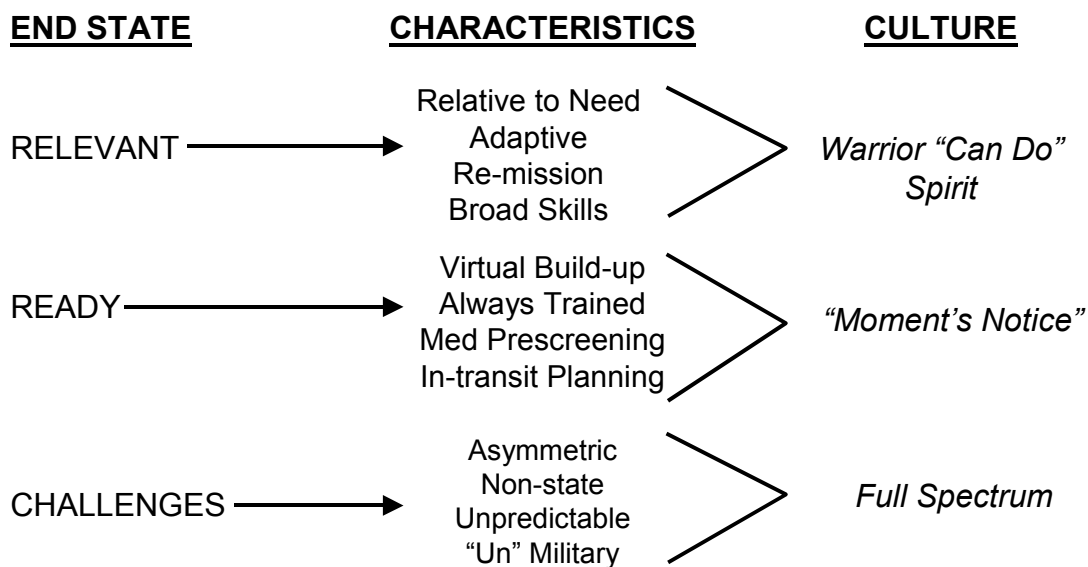 END STATE
CHARACTERISTICS
CULTURE
RELEVANT
Relative to Need
Adaptive
Re-mission
Broad Skills
Warrior “Can Do”
Spirit
READY
Virtual Build-up
Always Trained
Med Prescreening
In-transit Planning
“Moment’s Notice”
CHALLENGES
Asymmetric
Non-state
Unpredictable
“Un” Military
Full Spectrum